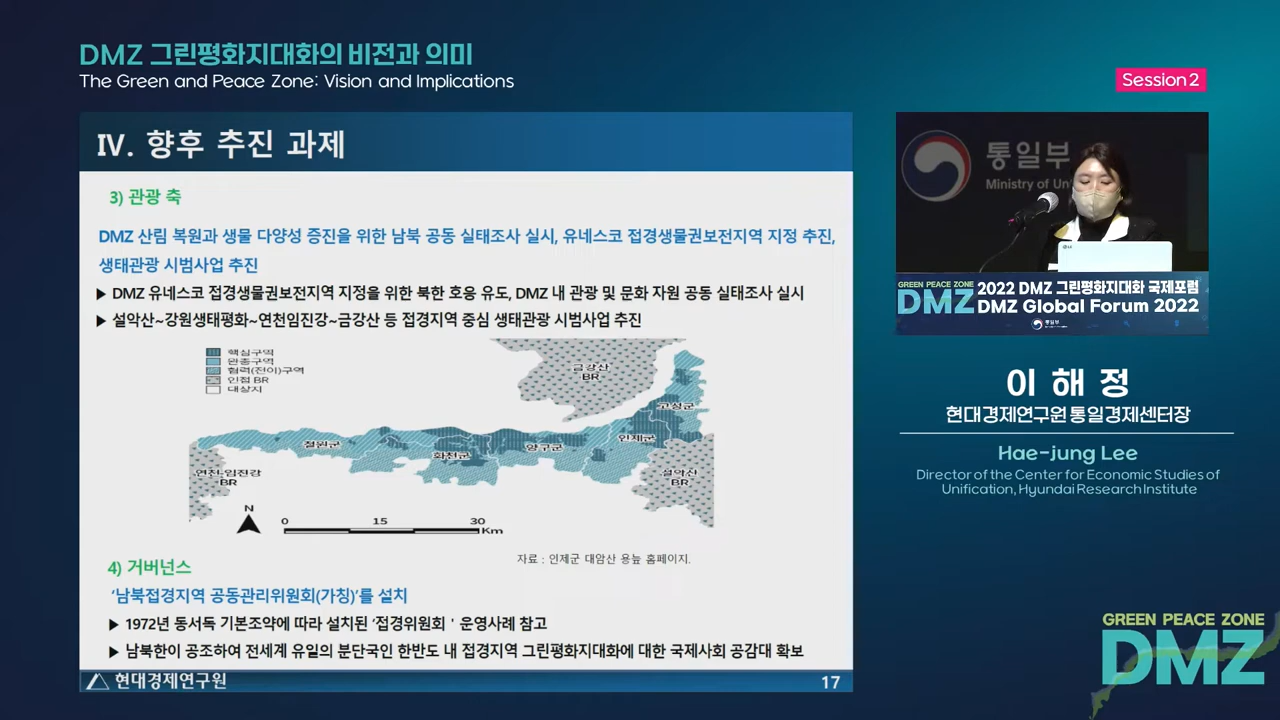 DMZ 그린평화지대화의 비전과 의미
The Green and Peace Zone: Vision and Implications
Session 2
Ⅳ. 향후 추진 과제
3) 관광 축
DMZ 산림 복원과 생물 다양성 증진을 위한 남북 공동 실태조사 실시, 유네스코 접경생물권보전지역 지정 추진,
생태관광 시범사업 추진
▶ DMZ 유네스코 접경생물권보전지역 지정을 위한 북한 호응 유도, DMZ 내 관광 및 문화 자원 공동 실태조사 실시
▶ 설악산~강원생태평화~연천임진강~금강산 등 접경지역 중심 생태관광 시범사업 추진
핵심구역
완충구역
협력(전이)구역
인접 BR
대상지
금강산
BR
고성군
인제군
양구군
화천군
철원군
연천·임진강
BR
설악산
BR
N
0 15 30
Km
자료 : 인제군 대암산 용늪 홈페이지.
4) 거버넌스
'남북접경지역 공동관리위원회(가칭)'를 설치
▶ 1972년 동서독 기본조약에 따라 설치된 '접경위원회 ' 운영사례 참고
▶ 남북한이 공조하여 전세계 유일의 분단국인 한반도 내 접경지역 그린평화지대화에 대한 국제사회 공감대 확보
현대경제연구원
17
통일부
Ministry of Uni
GREEN PEACE ZONE
DMZ
2022 DMZ 그린평화지대화 국제포럼
DMZ Global Forum 2022
통일부
이 해 정
현대경제연구원 통일경제센터장
Hae-jung Lee
Director of the Center for Economic Studies of
Unification, Hyundai Research Institute
GREEN PEACE ZONE
DMZ